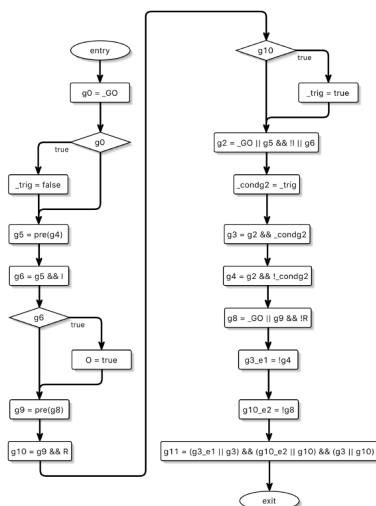 entry
g0 = _GO
g0
true
_trig = false
g5 = pre(g4)
g6 = g5 && I
g6
true
O = true
g9 = pre(g8)
g10 = g9 && R
g10
true
_trig = true
g2 = _GO || g5 && !I || g6
_condg2 = _trig
g3 = g2 && _condg2
g4 = g2 && !_condg2
g8 = _GO || g9 && !R
g3_e1 = !g4
g10_e2 = !g8
g11 = (g3_e1 || g3) && (g10_e2 || g10) && (g3 || g10)
exit